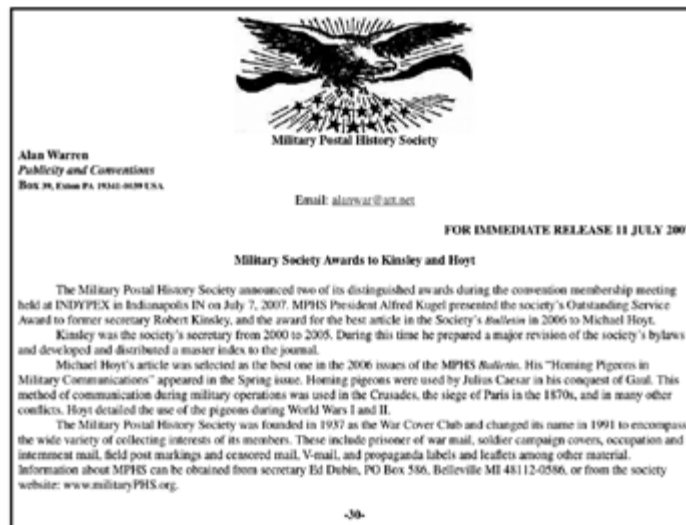 Military Postal History Society
Alan Warren
Publicity and Conventions
Box 39, Exton PA 19341-0039 USA
Email: alanwar@att.net
FOR IMMEDIATE RELEASE 11 JULY 200
Military Society Awards to Kinsley and Hoyt
The Military Postal History Society announced two of its distinguished awards during the convention membership meeting
held at INDYPEX in Indianapolis IN on July 7, 2007. MPHS President Alfred Kugel presented the society's Outstanding Service
Award to former secretary Robert Kinsley, and the award for the best article in the Society's Bulletin in 2006 to Michael Hoyt.
Kinsley was the society's secretary from 2000 to 2005. During this time he prepared a major revision of the society's bylaws
and developed and distributed a master index to the journal.
Michael Hoyt's article was selected as the best one in the 2006 issues of the MPHS Bulletin. His "Homing Pigeons in
Military Communications" appeared in the Spring issue. Homing pigeons were used by Julius Caesar in his conquest of Gaul. This
method of communication during military operations was used in the Crusades, the siege of Paris in the 1870s, and in many other
conflicts. Hoyt detailed the use of the pigeons during World Wars I and II.
The Military Postal History Society was founded in 1937 as the War Cover Club and changed its name in 1991 to encompass
the wide variety of collecting interests of its members. These include prisoner of war mail, soldier campaign covers, occupation and
internment mail, field post markings and censored mail, V-mail, and propaganda labels and leaflets among other material.
Information about MPHS can be obtained from secretary Ed Dubin, PO Box 586, Belleville MI 48112-0586, or from the society
website: www.militaryPHS.org.
-30-